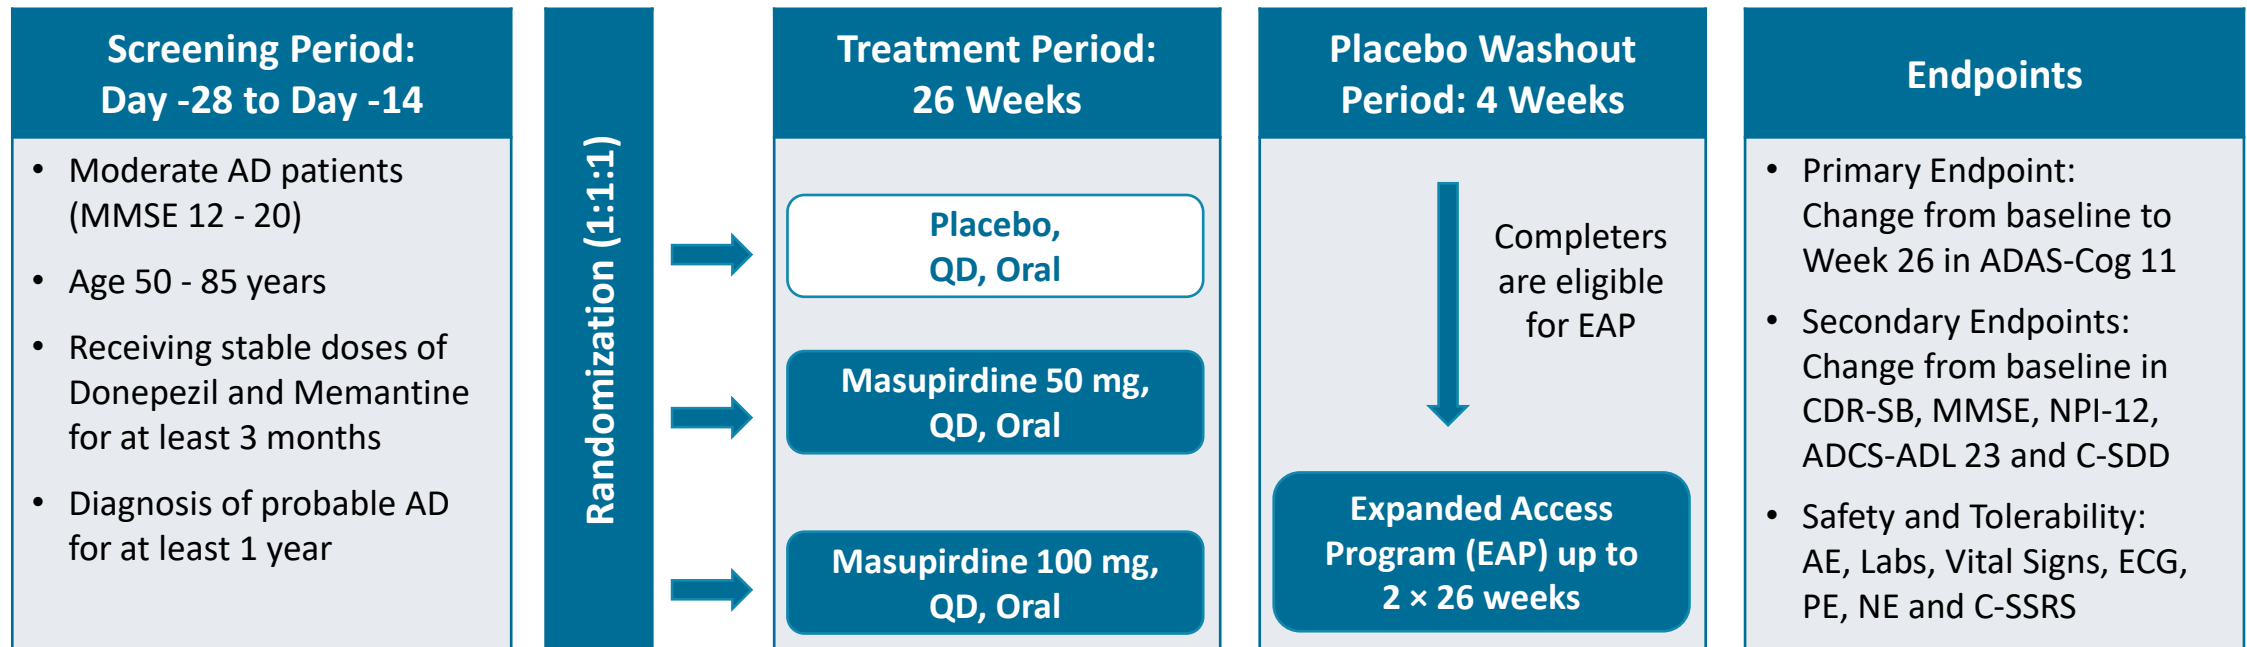 Screening Period:
Day -28 to Day -14
• Moderate AD patients
(MMSE 12 - 20)
• Age 50 - 85 years
• Receiving stable doses of
Donepezil and Memantine
for at least 3 months
• Diagnosis of probable AD
for at least 1 year
Randomization (1:1:1)
Treatment Period:
26 Weeks
Placebo,
QD, Oral
Masupirdine 50 mg,
QD, Oral
Masupirdine 100 mg,
QD, Oral
Placebo Washout
Period: 4 Weeks
Completers
are eligible
for EAP
Expanded Access
Program (EAP) up to
2 × 26 weeks
Endpoints
• Primary Endpoint:
Change from baseline to
Week 26 in ADAS-Cog 11
• Secondary Endpoints:
Change from baseline in
CDR-SB, MMSE, NPI-12,
ADCS-ADL 23 and C-SDD
• Safety and Tolerability:
AE, Labs, Vital Signs, ECG,
PE, NE and C-SSRS